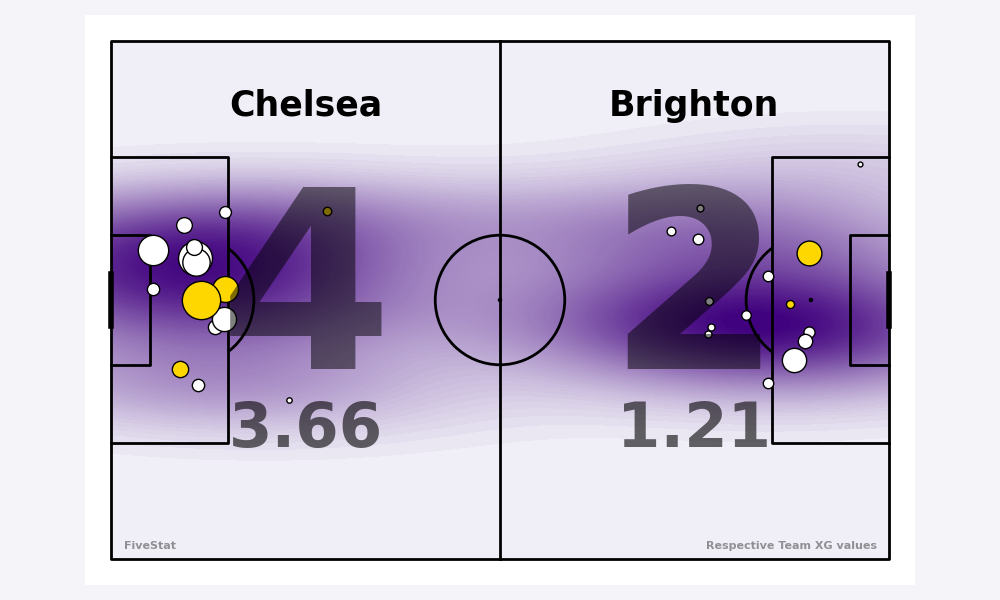 Chelsea
Brighton
4
2
3.66
1.21
FiveStat
Respective Team XG values